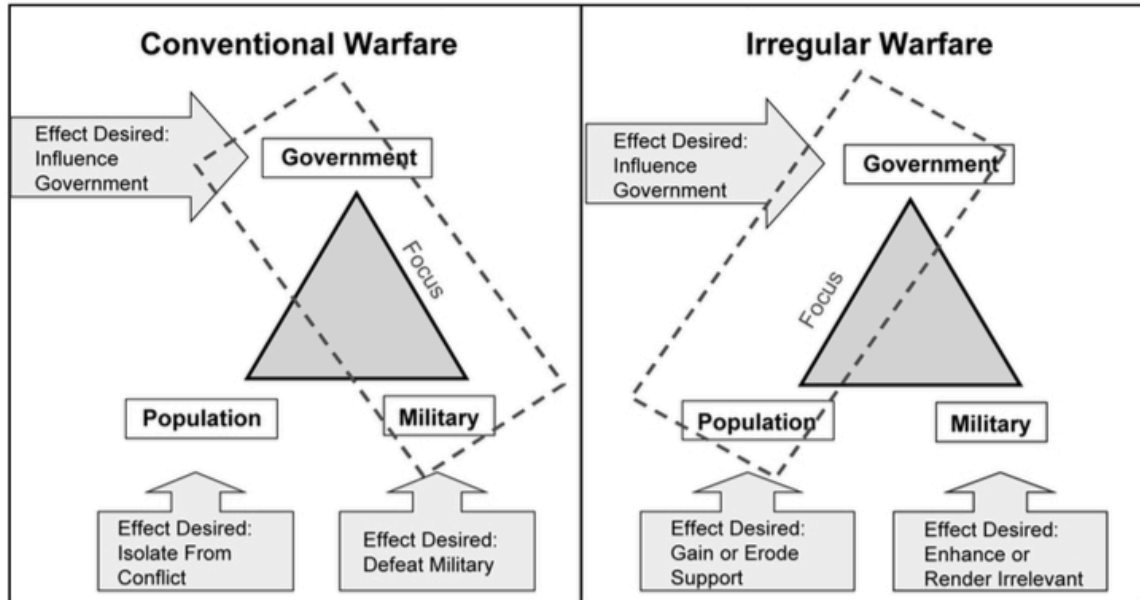 Conventional Warfare
Effect Desired:
Influence
Government
Government
Focus
Population
Military
Effect Desired:
Isolate From
Conflict
Effect Desired:
Defeat Military
Irregular Warfare
Effect Desired:
Influence
Government
Government
Focus
Population
Military
Effect Desired:
Gain or Erode
Support
Effect Desired:
Enhance or
Render Irrelevant